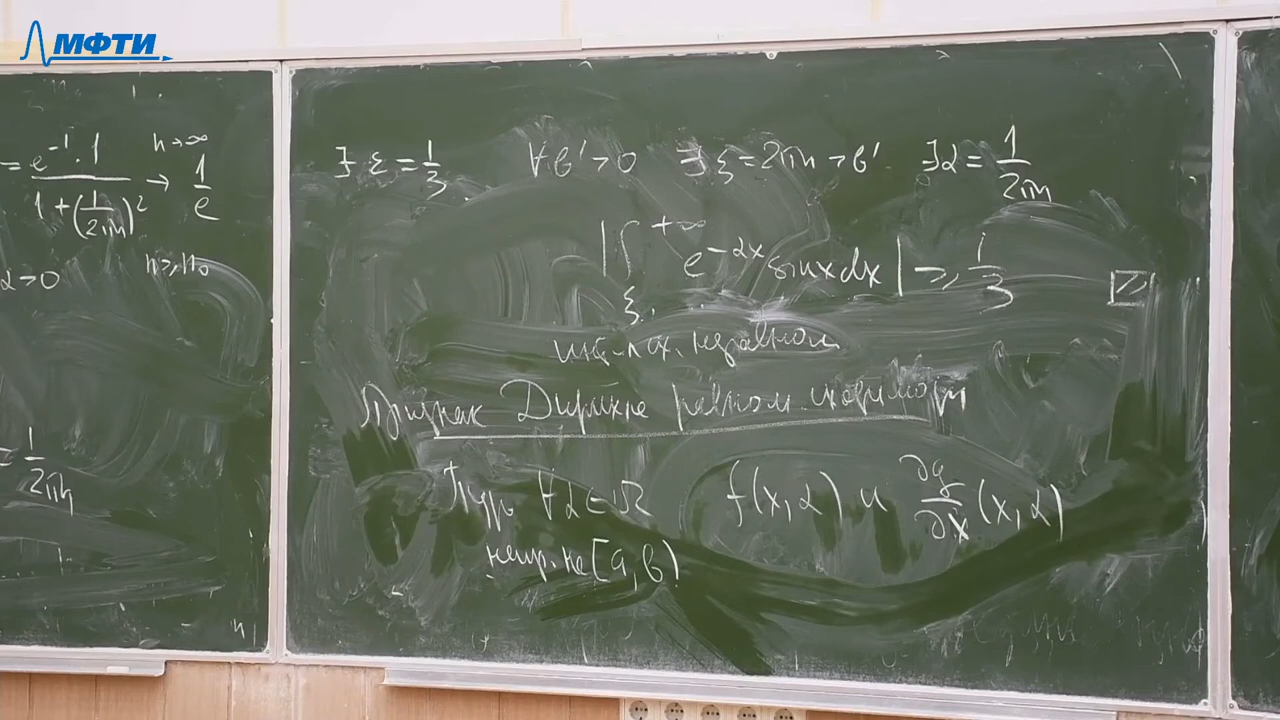 МФТИ
= e^{-1}·1 / (1+(1/2πn)^2) → 1/e
n→∞
α>0 n≥n₀
= 1/2πn
∃ ε = 1/3 ∀b'>0 ∃ ξ = 2πn > b' ∃α = 1/2πn
|∫_ξ^{+∞} e^{-αx} sinx dx| ≥ 1/3
инт-л сх. неравном
Признак Дирихле равном. сходимости
Пусть ∀α∈Ω f(x,α) и ∂g/∂x (x,α)
непр. на [a,b)